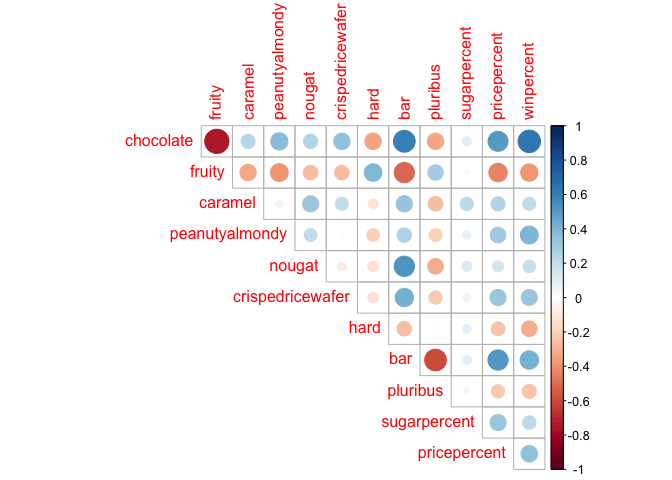 fruity
caramel
peanutyalmondy
nougat
crispedricewafer
hard
bar
pluribus
sugarpercent
pricepercent
winpercent
chocolate
fruity
caramel
peanutyalmondy
nougat
crispedricewafer
hard
bar
pluribus
sugarpercent
pricepercent
1
0.8
0.6
0.4
0.2
0
-0.2
-0.4
-0.6
-0.8
-1